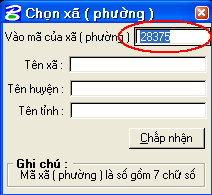 Chọn xã ( phường )
Vào mã của xã ( phường ) 28375
Tên xã :
Tên huyện :
Tên tỉnh :
Chấp nhận
Ghi chú :
Mã xã ( phường ) là số gồm 7 chữ số